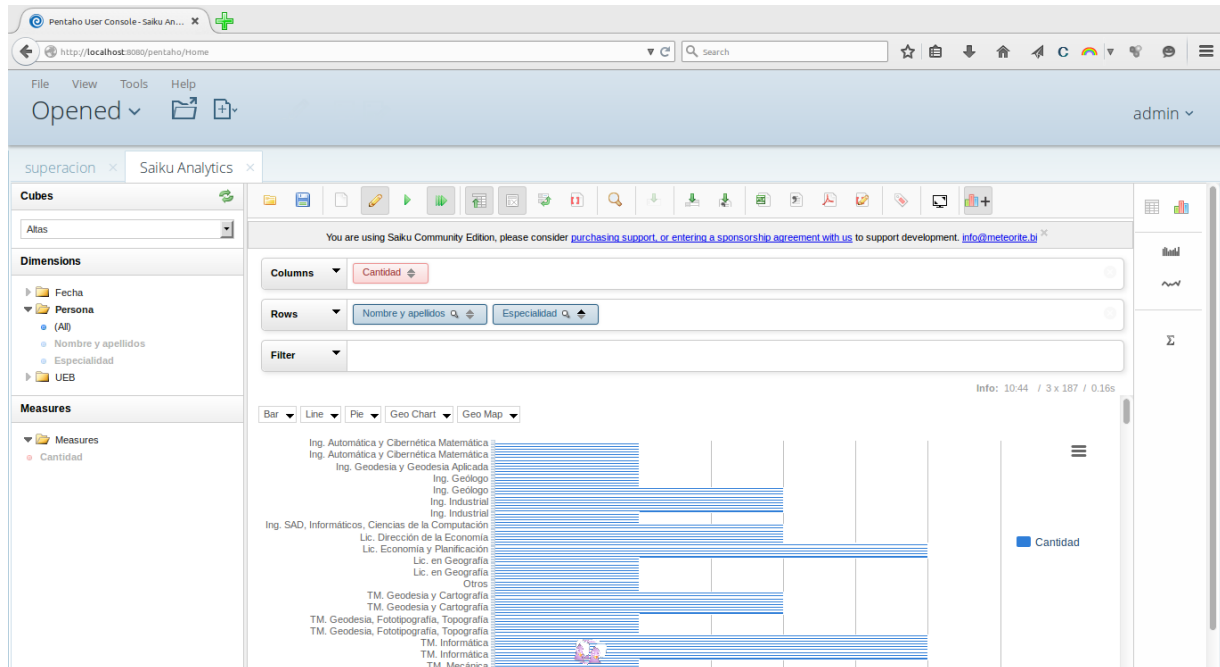 Pentaho User Console - Saiku An...
http://localhost:8080/pentaho/Home
Search
File View Tools Help
Opened
admin
superacion
Saiku Analytics
Cubes
Altas
Dimensions
Fecha
Persona
(All)
Nombre y apellidos
Especialidad
UEB
Measures
Measures
Cantidad
You are using Saiku Community Edition, please consider purchasing support, or entering a sponsorship agreement with us to support development. info@meteorite.bi
Columns Cantidad
Rows Nombre y apellidos Especialidad
Filter
Info: 10:44 / 3 x 187 / 0.16s
Bar Line Pie Geo Chart Geo Map
Ing. Automática y Cibernética Matemática
Ing. Automática y Cibernética Matemática
Ing. Geodesia y Geodesia Aplicada
Ing. Geólogo
Ing. Geólogo
Ing. Industrial
Ing. Industrial
Ing. SAD, Informáticos, Ciencias de la Computación
Lic. Dirección de la Economía
Lic. Economía y Planificación
Lic. en Geografía
Lic. en Geografía
Otros
TM. Geodesia y Cartografía
TM. Geodesia y Cartografía
TM. Geodesia, Fototipografía, Topografía
TM. Geodesia, Fototipografía, Topografía
TM. Informática
TM. Informática
TM. Mecánica
Cantidad
Σ